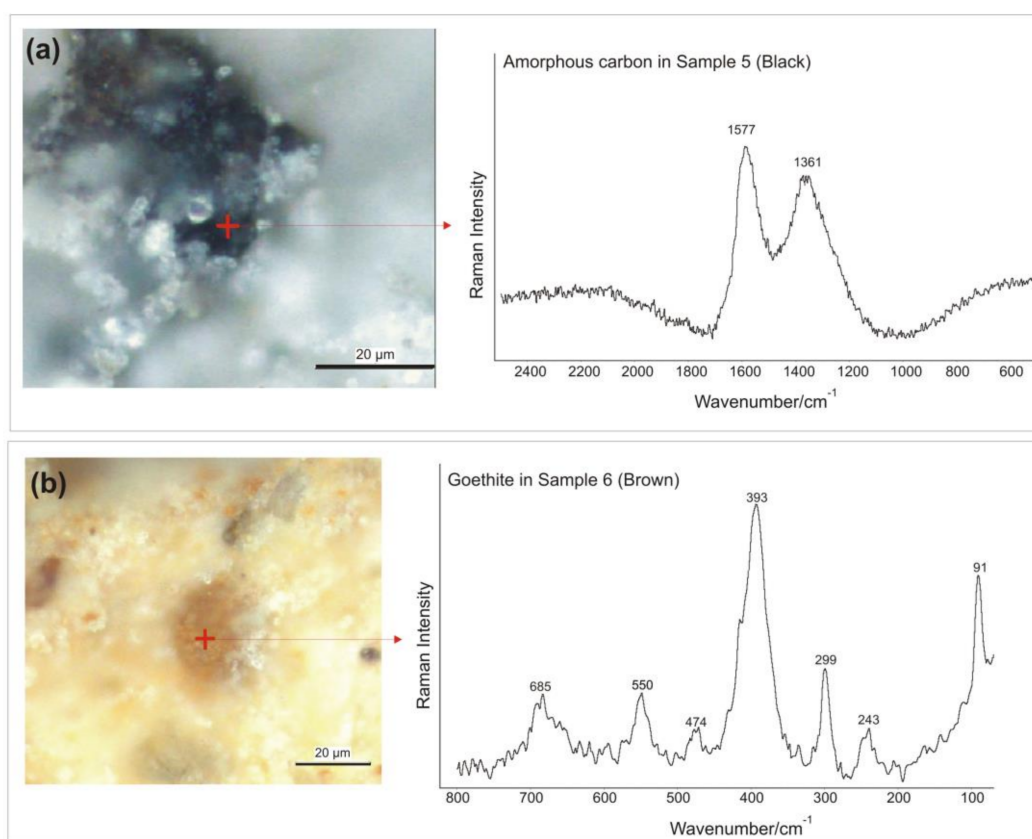 (a)
Amorphous carbon in Sample 5 (Black)
1577
1361
Raman Intensity
20 µm
2400 2200 2000 1800 1600 1400 1200 1000 800 600
Wavenumber/cm-1
(b)
Goethite in Sample 6 (Brown)
393
91
299
685
550
474
243
Raman Intensity
20 µm
800 700 600 500 400 300 200 100
Wavenumber/cm-1